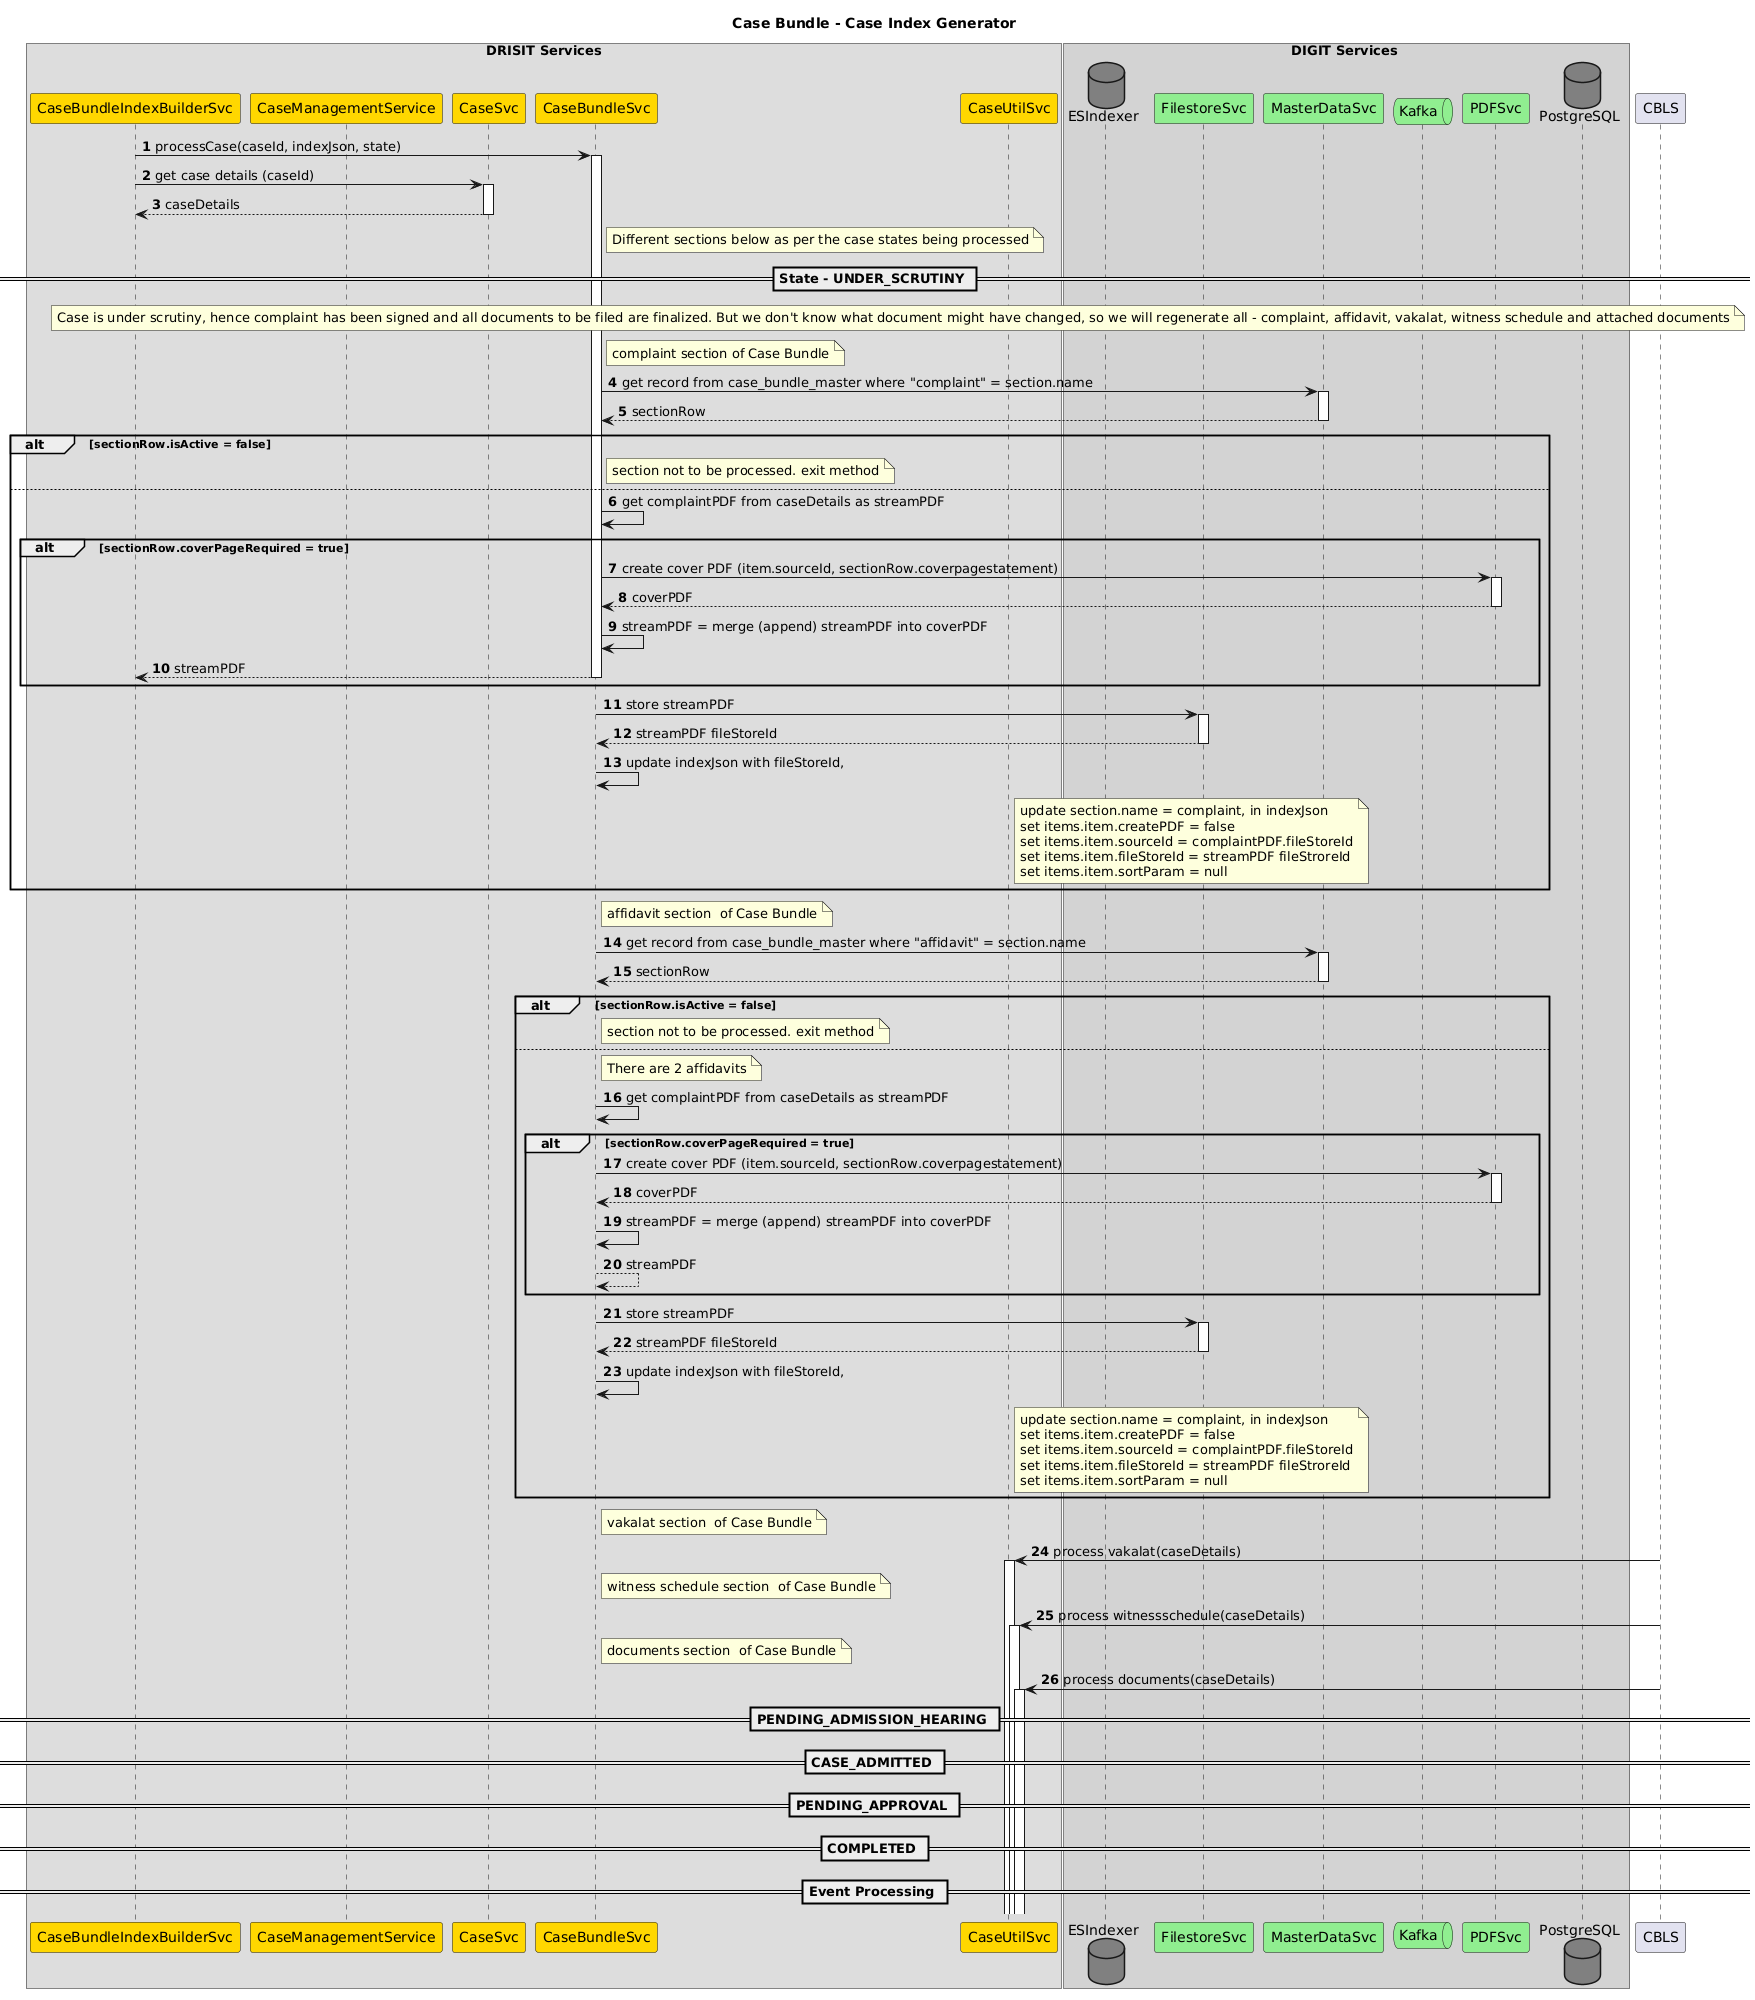 Case Bundle - Case Index Generator
DRISIT Services
DIGIT Services
CaseBundleIndexBuilderSvc
CaseManagementService
CaseSvc
CaseBundleSvc
CaseUtilSvc
ESIndexer
FilestoreSvc
MasterDataSvc
Kafka
PDFSvc
PostgreSQL
CBLS
1 processCase(caseId, indexJson, state)
2 get case details (caseId)
3 caseDetails
Different sections below as per the case states being processed
State - UNDER_SCRUTINY
Case is under scrutiny, hence complaint has been signed and all documents to be filed are finalized. But we don't know what document might have changed, so we will regenerate all - complaint, affidavit, vakalat, witness schedule and attached documents
complaint section of Case Bundle
4 get record from case_bundle_master where "complaint" = section.name
5 sectionRow
alt [sectionRow.isActive = false]
section not to be processed. exit method
6 get complaintPDF from caseDetails as streamPDF
alt [sectionRow.coverPageRequired = true]
7 create cover PDF (item.sourceId, sectionRow.coverpagestatement)
8 coverPDF
9 streamPDF = merge (append) streamPDF into coverPDF
10 streamPDF
11 store streamPDF
12 streamPDF fileStoreId
13 update indexJson with fileStoreId,
update section.name = complaint, in indexJson
set items.item.createPDF = false
set items.item.sourceId = complaintPDF.fileStoreId
set items.item.fileStoreId = streamPDF fileStroreId
set items.item.sortParam = null
affidavit section  of Case Bundle
14 get record from case_bundle_master where "affidavit" = section.name
15 sectionRow
alt [sectionRow.isActive = false]
section not to be processed. exit method
There are 2 affidavits
16 get complaintPDF from caseDetails as streamPDF
alt [sectionRow.coverPageRequired = true]
17 create cover PDF (item.sourceId, sectionRow.coverpagestatement)
18 coverPDF
19 streamPDF = merge (append) streamPDF into coverPDF
20 streamPDF
21 store streamPDF
22 streamPDF fileStoreId
23 update indexJson with fileStoreId,
update section.name = complaint, in indexJson
set items.item.createPDF = false
set items.item.sourceId = complaintPDF.fileStoreId
set items.item.fileStoreId = streamPDF fileStroreId
set items.item.sortParam = null
vakalat section  of Case Bundle
24 process vakalat(caseDetails)
witness schedule section  of Case Bundle
25 process witnessschedule(caseDetails)
documents section  of Case Bundle
26 process documents(caseDetails)
PENDING_ADMISSION_HEARING
CASE_ADMITTED
PENDING_APPROVAL
COMPLETED
Event Processing
CaseBundleIndexBuilderSvc
CaseManagementService
CaseSvc
CaseBundleSvc
CaseUtilSvc
ESIndexer
FilestoreSvc
MasterDataSvc
Kafka
PDFSvc
PostgreSQL
CBLS